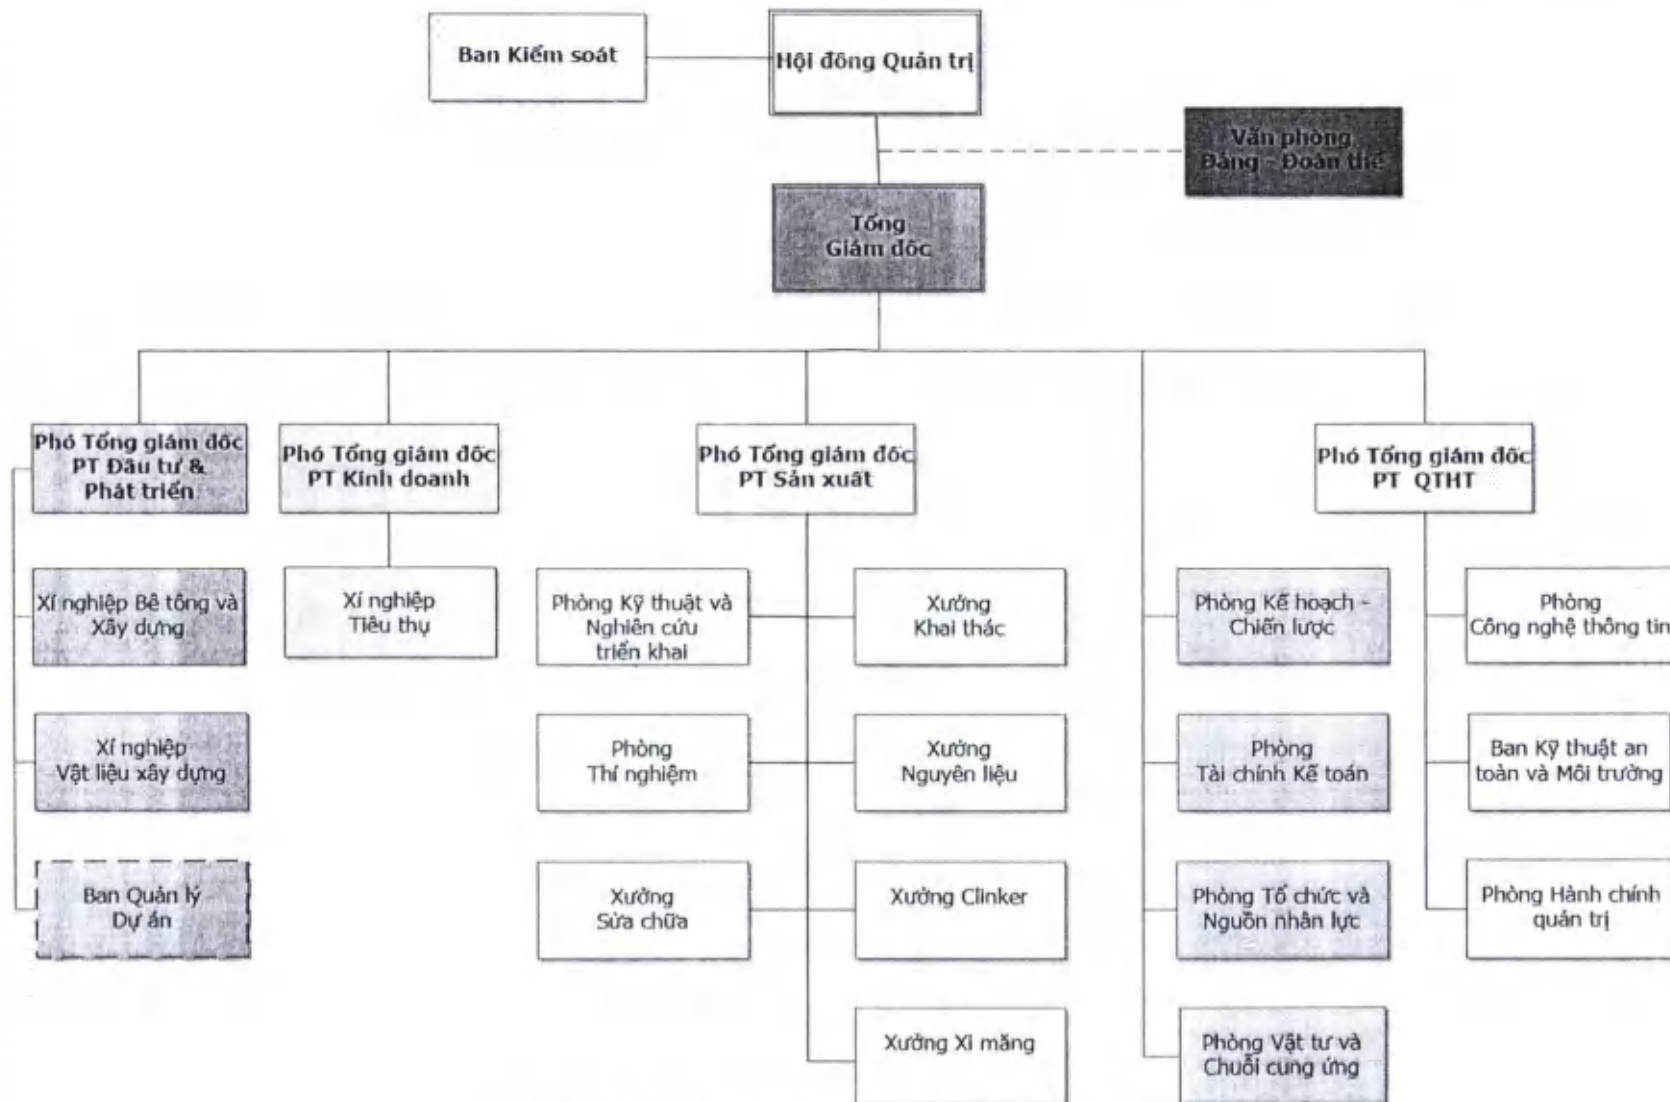 Ban Kiểm soát
Hội đồng Quản trị
Văn phòng
Đảng - Đoàn thể
Tổng
Giám đốc
Phó Tổng giám đốc
PT Đầu tư &
Phát triển
Phó Tổng giám đốc
PT Kinh doanh
Phó Tổng giám đốc
PT Sản xuất
Phó Tổng giám đốc
PT QTHT
Xí nghiệp Bê tông và
Xây dựng
Xí nghiệp
Tiêu thụ
Phòng Kỹ thuật và
Nghiên cứu
triển khai
Xưởng
Khai thác
Phòng Kế hoạch -
Chiến lược
Phòng
Công nghệ thông tin
Xí nghiệp
Vật liệu xây dựng
Phòng
Thí nghiệm
Xưởng
Nguyên liệu
Phòng
Tài chính Kế toán
Ban Kỹ thuật an
toàn và Môi trường
Ban Quản lý
Dự án
Xưởng
Sửa chữa
Xưởng Clinker
Phòng Tổ chức và
Nguồn nhân lực
Phòng Hành chính
quản trị
Xưởng Xi măng
Phòng Vật tư và
Chuỗi cung ứng